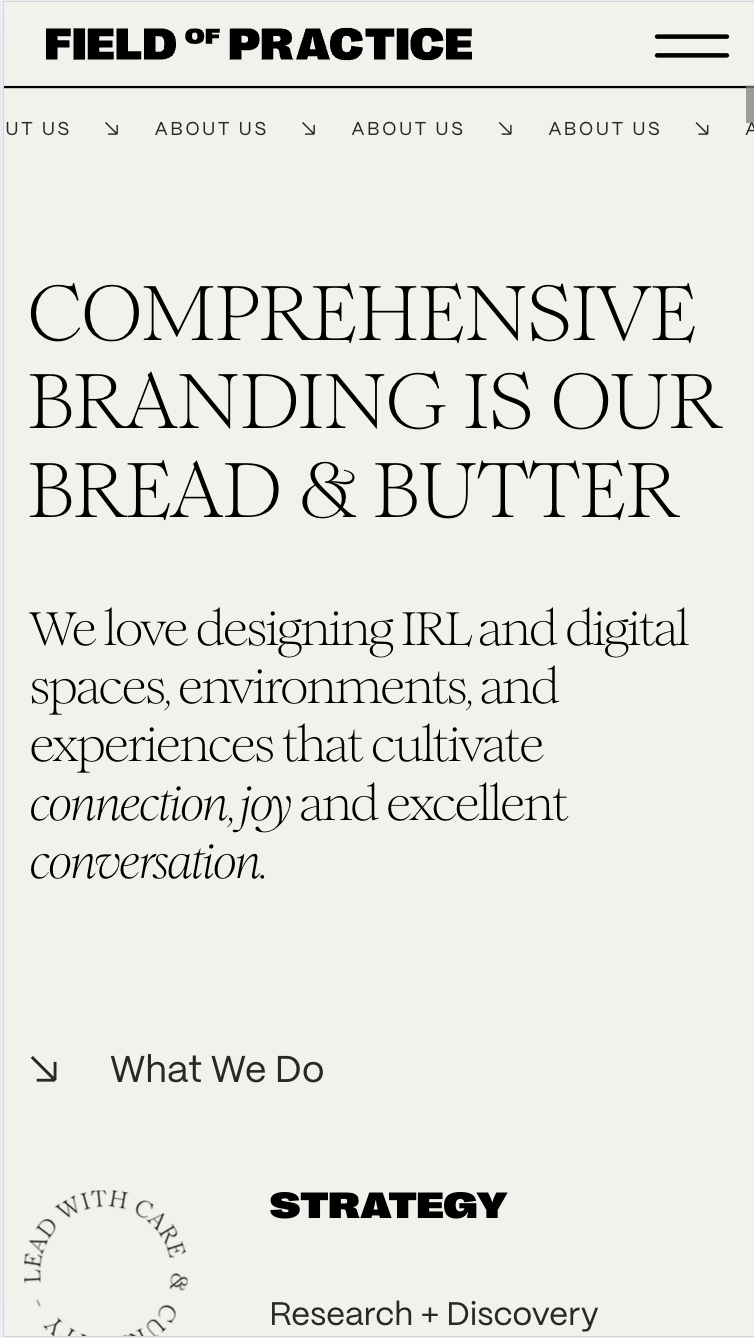 FIELD OF PRACTICE
UT US ↘ ABOUT US ↘ ABOUT US ↘ ABOUT US ↘
COMPREHENSIVE
BRANDING IS OUR
BREAD & BUTTER
We love designing IRL and digital
spaces, environments, and
experiences that cultivate
connection, joy and excellent
conversation.
↘ What We Do
LEAD WITH CARE &
STRATEGY
Research + Discovery